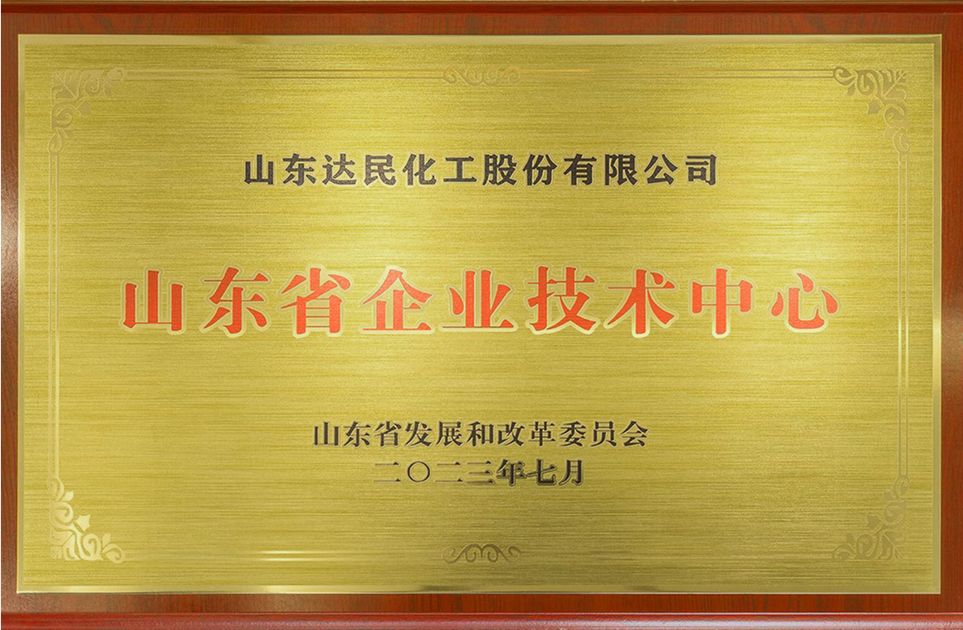 山东达民化工股份有限公司
山东省企业技术中心
山东省发展和改革委员会
二〇二三年七月